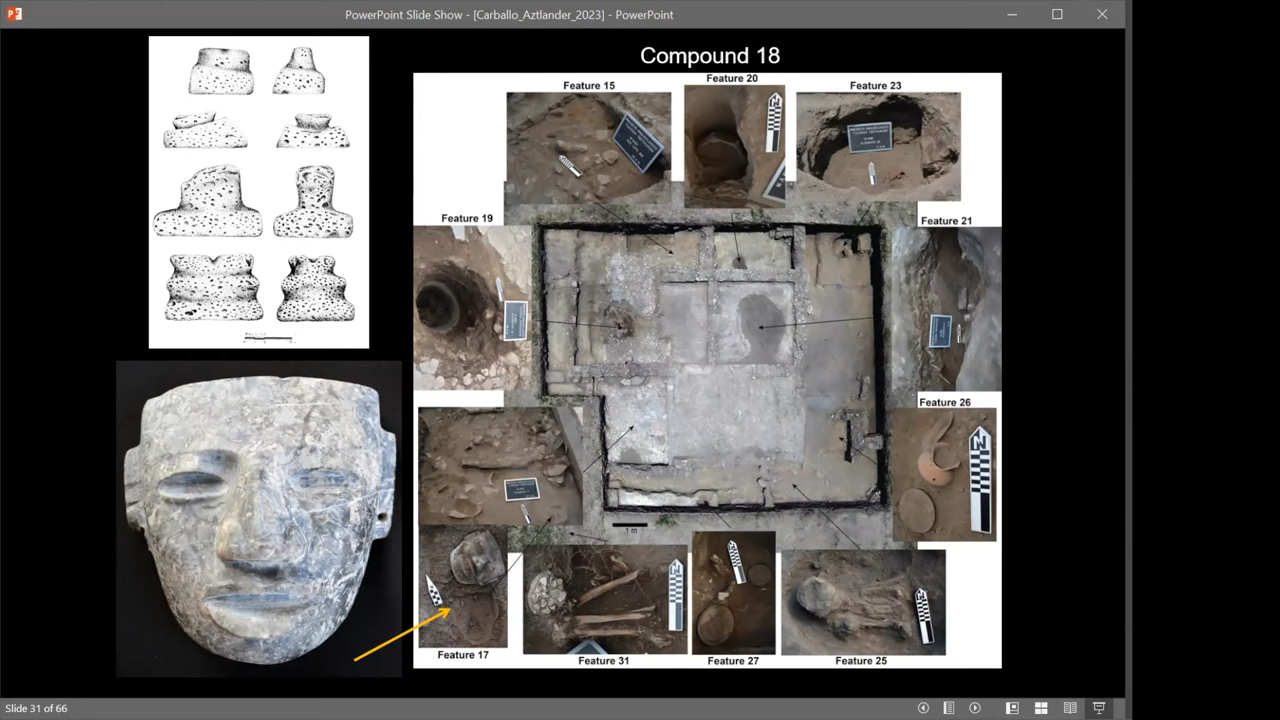 PowerPoint Slide Show - [Carballo_Aztlander_2023] - PowerPoint
Compound 18
Feature 15
Feature 20
Feature 23
Feature 19
Feature 21
Feature 26
1 m
Feature 17
Feature 31
Feature 27
Feature 25
Slide 31 of 66